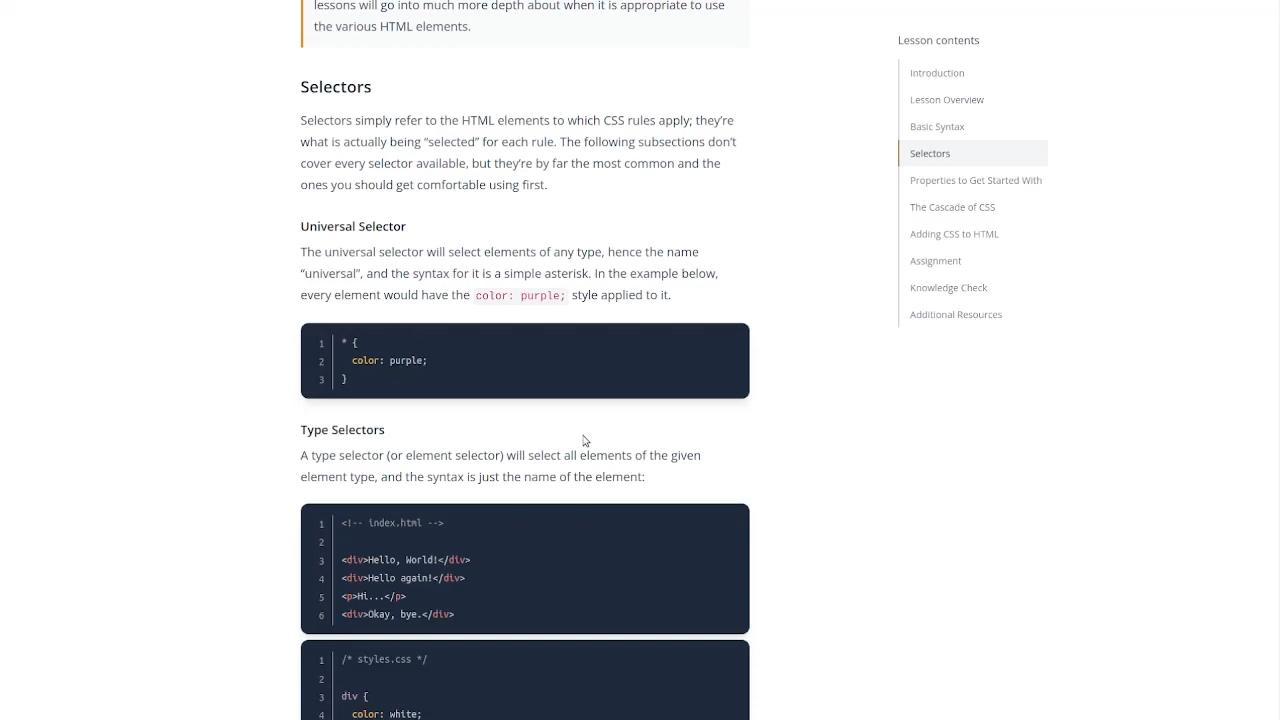 lessons will go into much more depth about when it is appropriate to use
the various HTML elements.
Selectors
Selectors simply refer to the HTML elements to which CSS rules apply; they’re
what is actually being “selected” for each rule. The following subsections don’t
cover every selector available, but they’re by far the most common and the
ones you should get comfortable using first.
Universal Selector
The universal selector will select elements of any type, hence the name
“universal”, and the syntax for it is a simple asterisk. In the example below,
every element would have the color: purple; style applied to it.
1 * {
2 color: purple;
3 }
Type Selectors
A type selector (or element selector) will select all elements of the given
element type, and the syntax is just the name of the element:
1 <!-- index.html -->
2
3 <div>Hello, World!</div>
4 <div>Hello again!</div>
5 <p>Hi...</p>
6 <div>Okay, bye.</div>
1 /* styles.css */
2
3 div {
4 color: white;
Lesson contents
Introduction
Lesson Overview
Basic Syntax
Selectors
Properties to Get Started With
The Cascade of CSS
Adding CSS to HTML
Assignment
Knowledge Check
Additional Resources